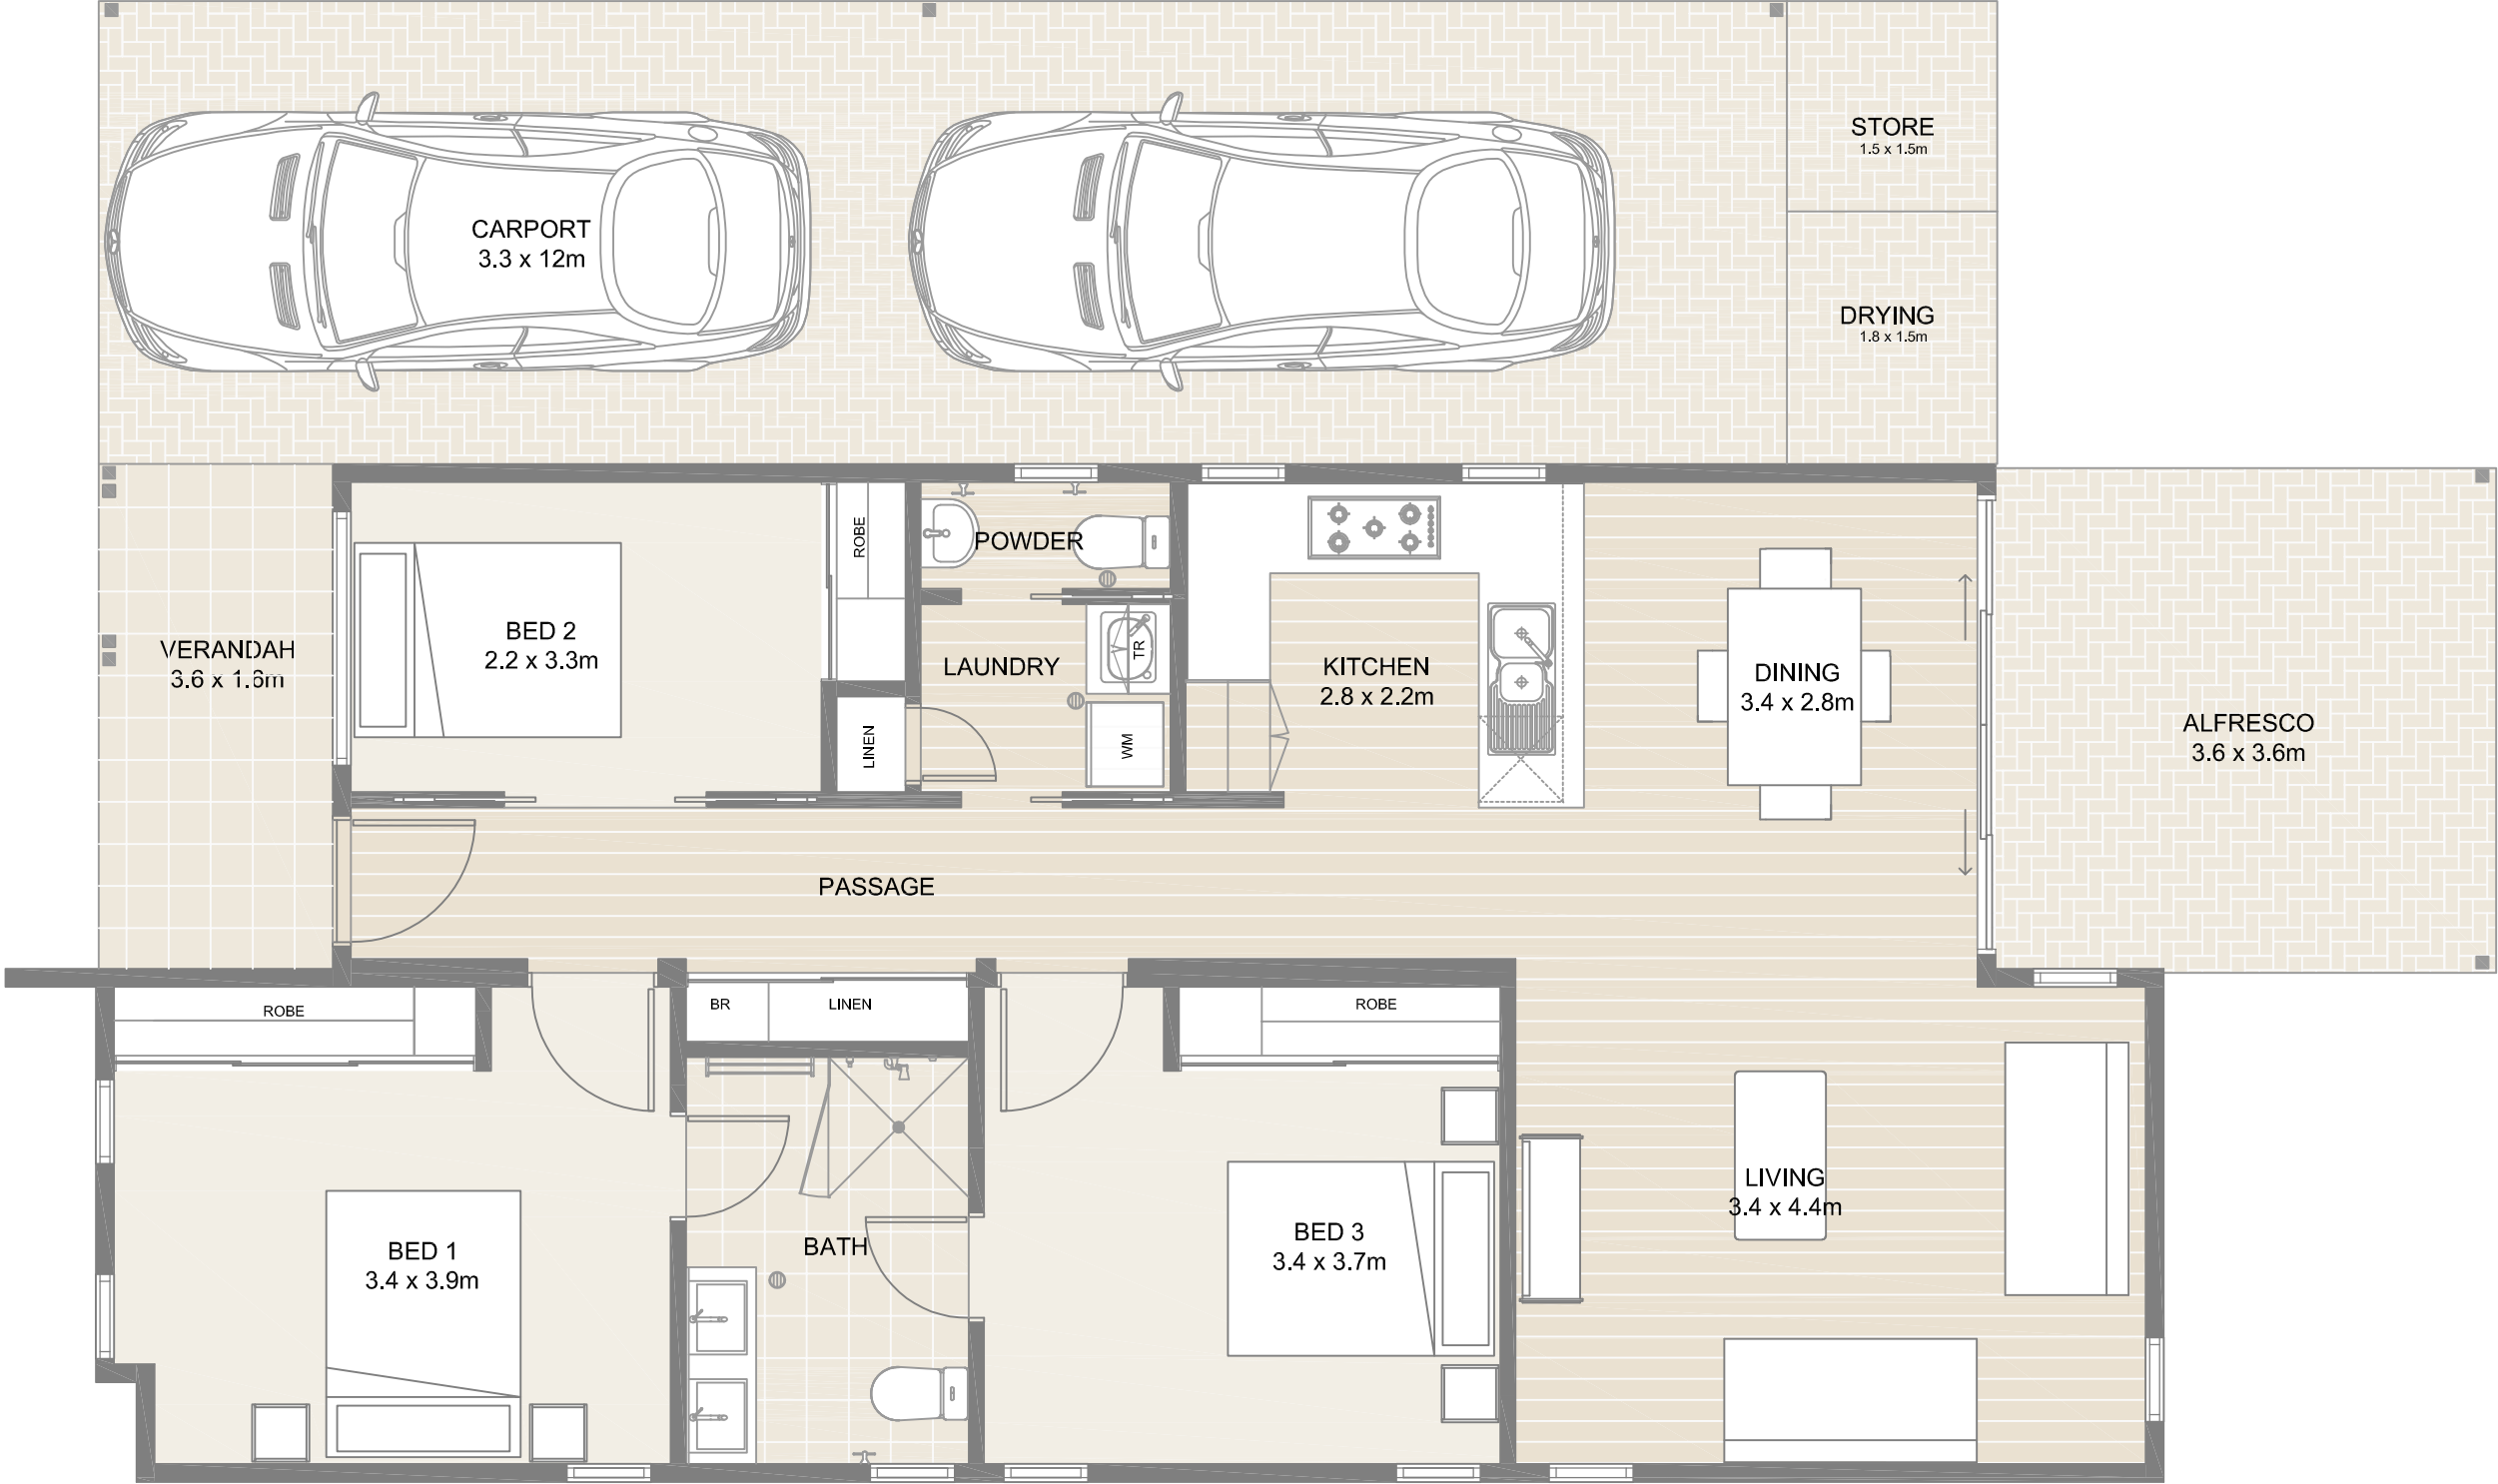 STORE
1.5 x 1.5m
CARPORT
3.3 x 12m
DRYING
1.8 x 1.5m
ROBE
POWDER
VERANDAH
3.6 x 1.6m
BED 2
2.2 x 3.3m
LAUNDRY
TR
KITCHEN
2.8 x 2.2m
DINING
3.4 x 2.8m
ALFRESCO
3.6 x 3.6m
LINEN
WM
PASSAGE
ROBE
BR
LINEN
ROBE
LIVING
3.4 x 4.4m
BED 1
3.4 x 3.9m
BATH
BED 3
3.4 x 3.7m